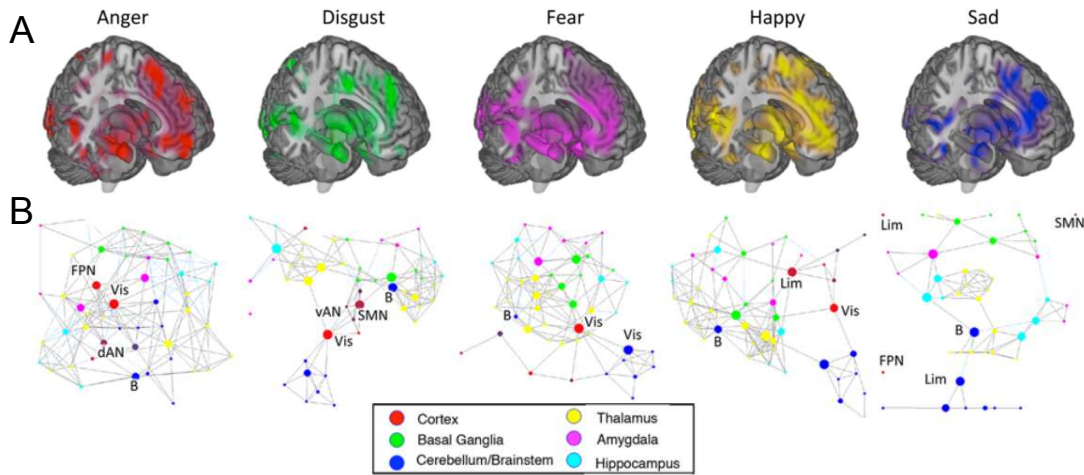 Anger Disgust Fear Happy Sad
A
B
FPN
Vis
dAN
B
vAN
SMN
B
Vis
B
Vis
Vis
Lim
Vis
B
Lim
SMN
B
FPN
Lim
Cortex Thalamus
Basal Ganglia Amygdala
Cerebellum/Brainstem Hippocampus